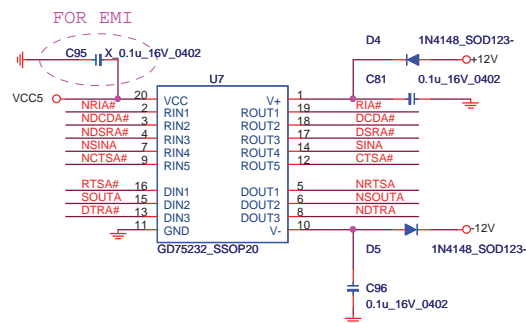 FOR EMI
C95 X_0.1u_16V_0402
D4 1N4148_SOD123-
+12V
U7
C81 0.1u_16V_0402
VCC5
20 VCC V+ 1
NRIA# 2 RIN1 ROUT1 19 RIA#
NDCDA# 3 RIN2 ROUT2 18 DCDA#
NDSRA# 4 RIN3 ROUT3 17 DSRA#
NSINA 7 RIN4 ROUT4 14 SINA
NCTSA# 9 RIN5 ROUT5 12 CTSA#
RTSA# 16 DIN1 DOUT1 5 NRTSA
SOUTA 15 DIN2 DOUT2 6 NSOUTA
DTRA# 13 DIN3 DOUT3 8 NDTRA
11 GND V- 10 -12V
GD75232_SSOP20
D5 1N4148_SOD123-
C96
0.1u_16V_0402